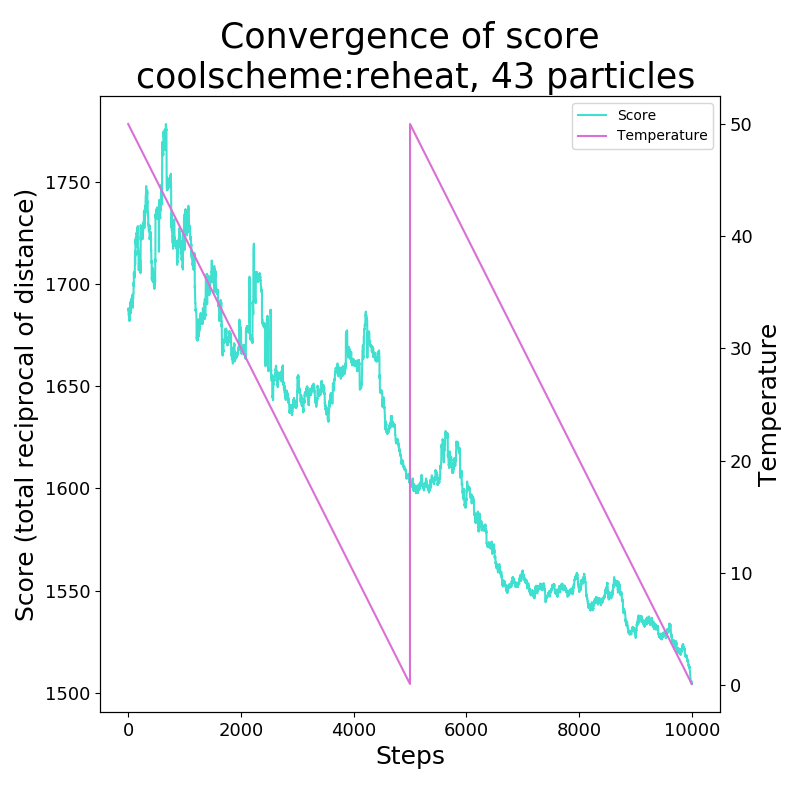 Convergence of score
coolscheme:reheat, 43 particles
Score
Temperature
Score (total reciprocal of distance)
1750
1700
1650
1600
1550
1500
50
40
30
20
10
0
Temperature
0 2000 4000 6000 8000 10000
Steps